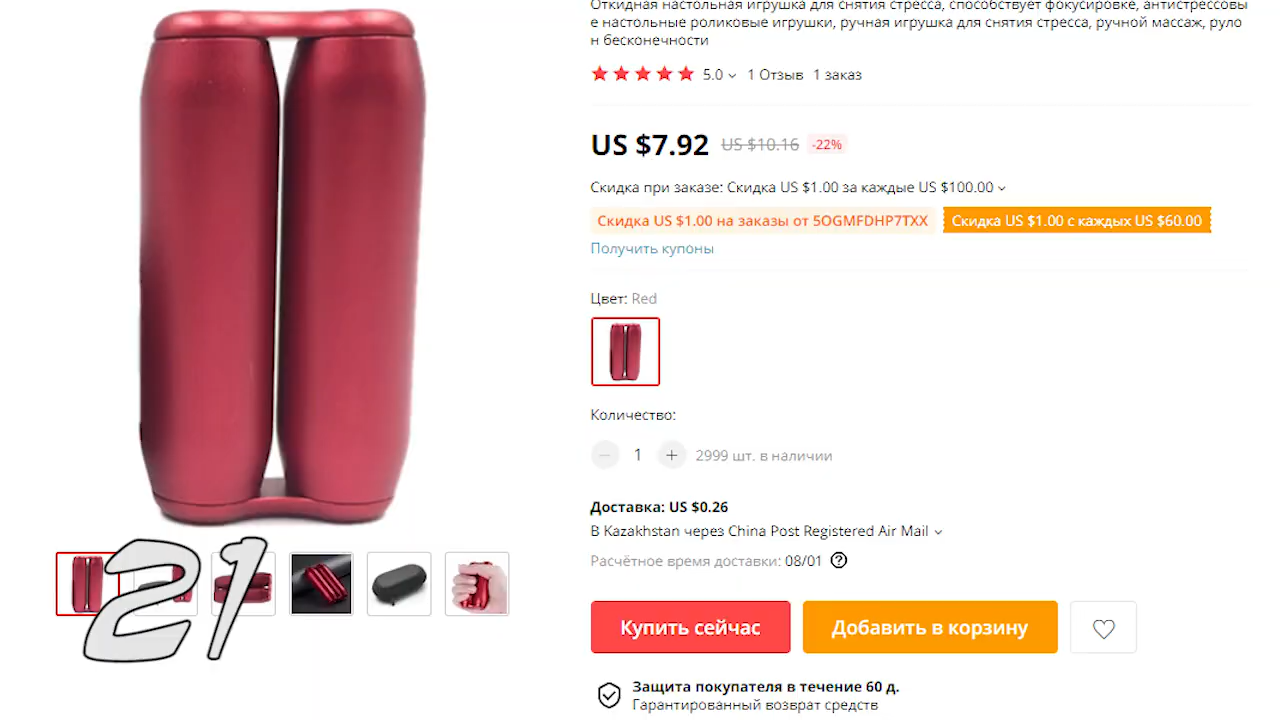 Откидная настольная игрушка для снятия стресса, способствует фокусировке, антистрессовы
е настольные роликовые игрушки, ручная игрушка для снятия стресса, ручной массаж, руло
н бесконечности
5.0 1 Отзыв 1 заказ
US $7.92 US $10.16 -22%
Скидка при заказе: Скидка US $1.00 за каждые US $100.00
Скидка US $1.00 на заказы от 5OGMFDHP7TXX Скидка US $1.00 с каждых US $60.00
Получить купоны
Цвет: Red
Количество:
1 2999 шт. в наличии
Доставка: US $0.26
В Kazakhstan через China Post Registered Air Mail
Расчётное время доставки: 08/01
21
Купить сейчас Добавить в корзину
Защита покупателя в течение 60 д.
Гарантированный возврат средств